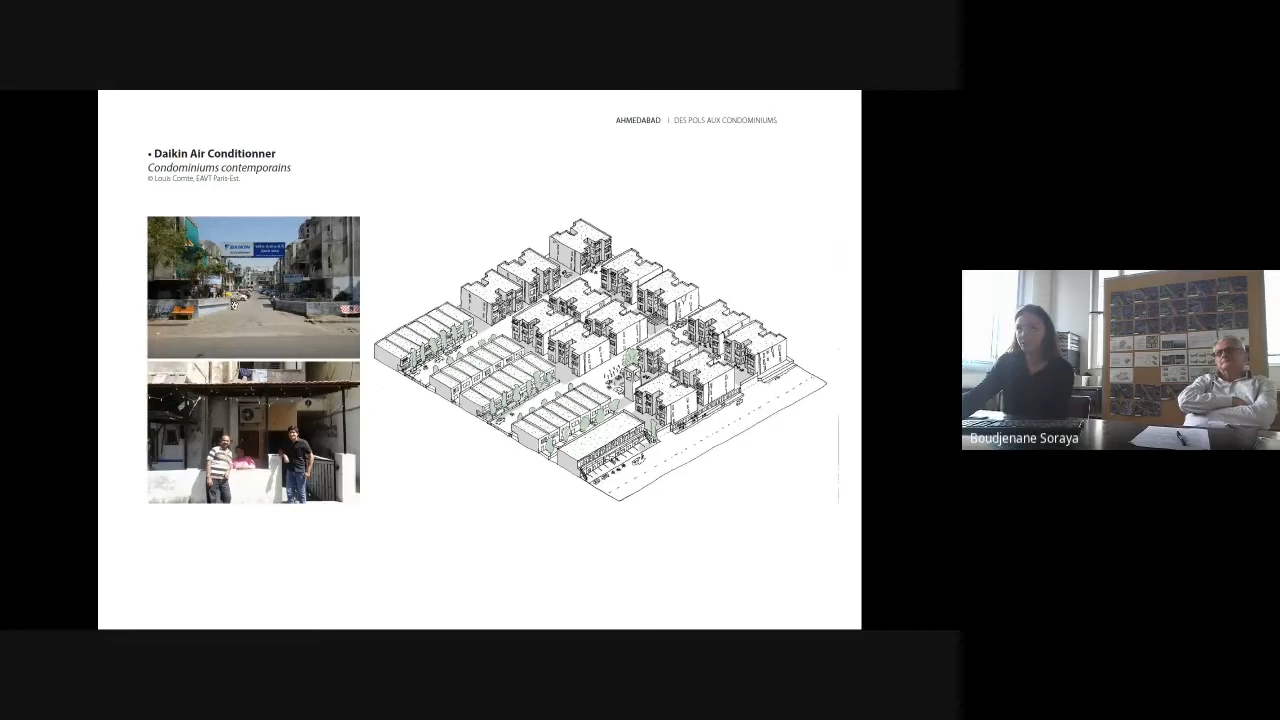 AHMEDABAD | DES POLS AUX CONDOMINIUMS
• Daikin Air Conditionner
Condominiums contemporains
© Louis Comte, EAVT Paris-Est.
DAIKIN
Boudjenane Soraya